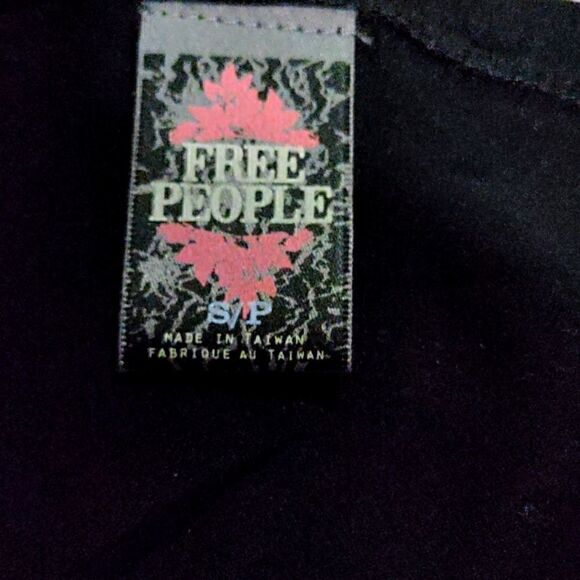 FREE
PEOPLE
S/P
MADE IN TAIWAN
FABRIQUE AU TAIWAN